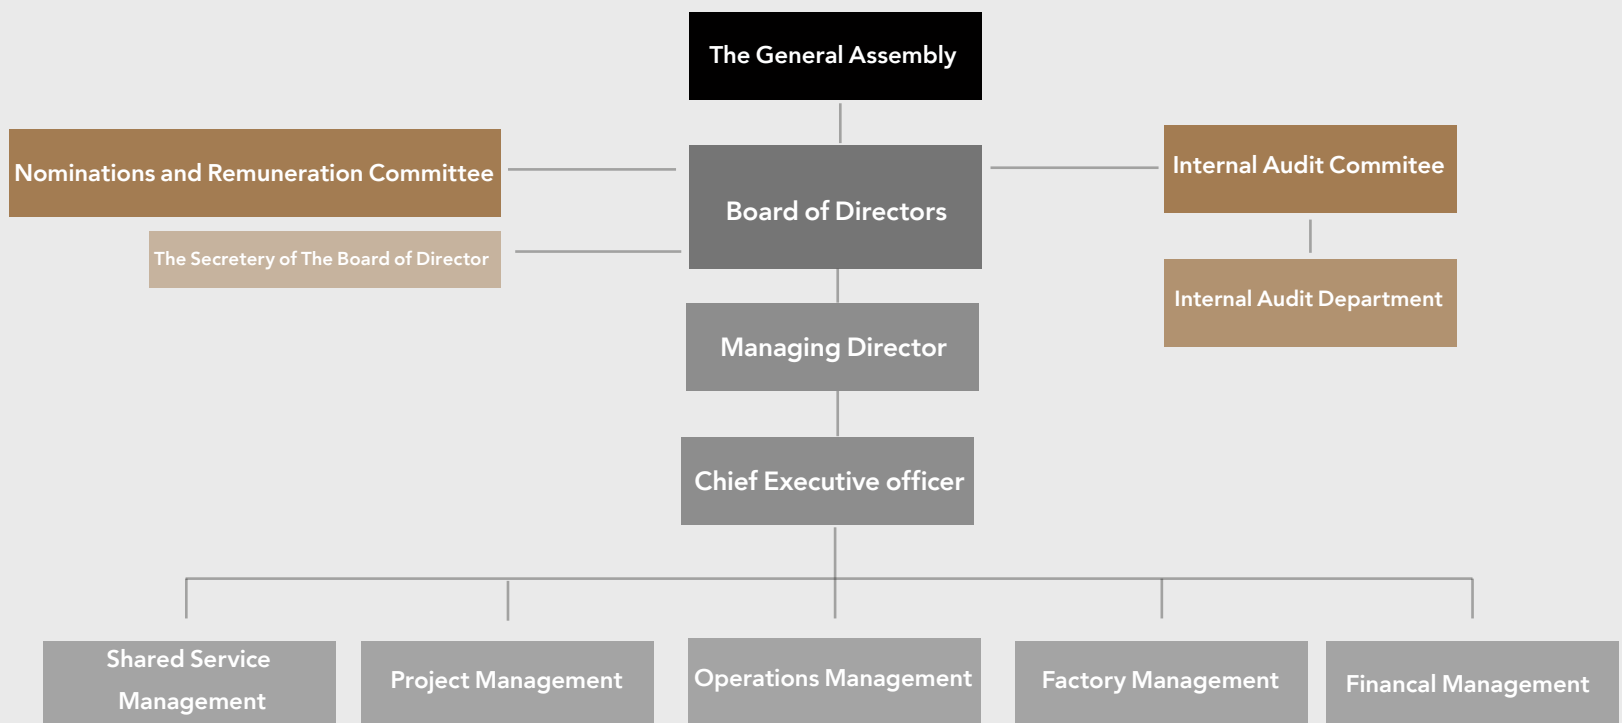 The General Assembly
Nominations and Remuneration Committee
Internal Audit Commitee
Board of Directors
The Secretery of The Board of Director
Internal Audit Department
Managing Director
Chief Executive officer
Shared Service
Management
Project Management
Operations Management
Factory Management
Financal Management